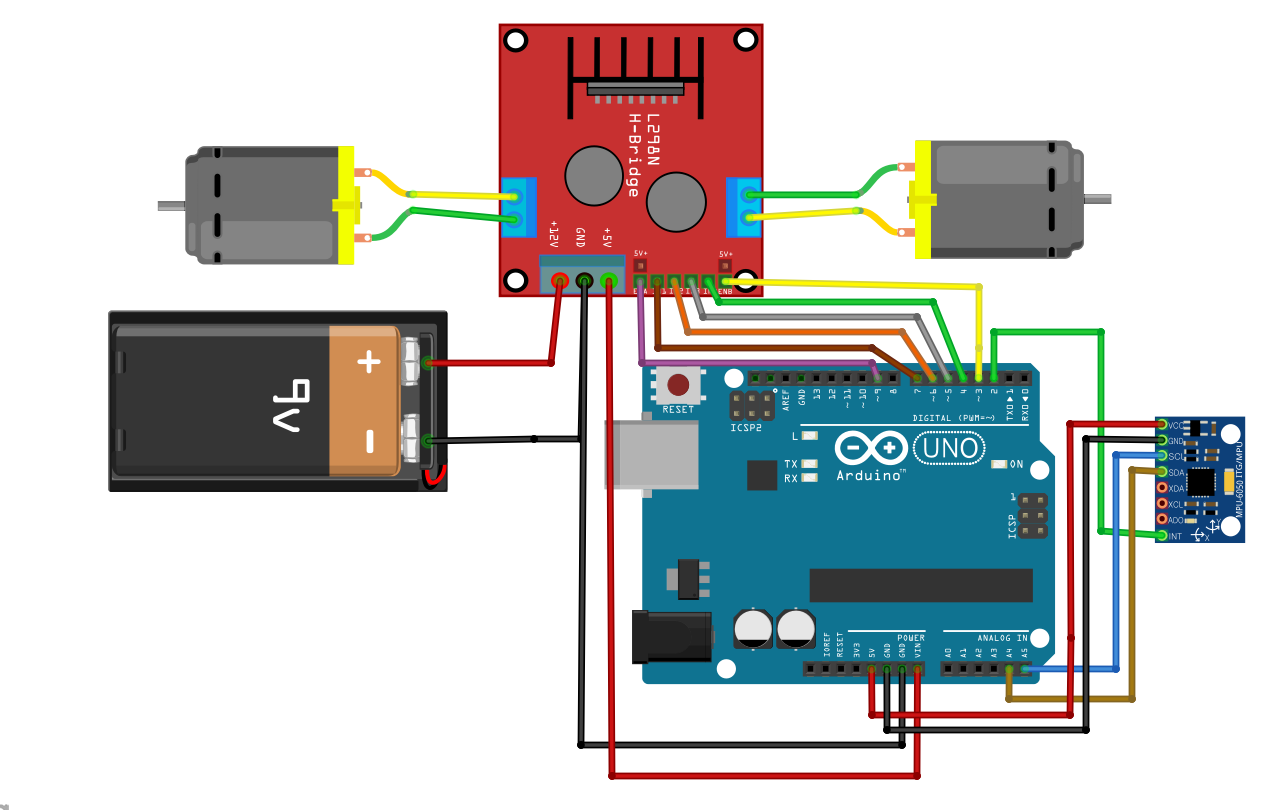 L298N
H-Bridge
+12V
GND
+5V
5V+
5V+
ENB
9V
+
-
RESET
ICSP2
AREF
GND
13
12
~11
~10
~9
8
7
~6
~5
4
~3
2
TX0▶1
RX0◀0
DIGITAL (PWM=~)
L
TX
RX
UNO
Arduino™
ON
1
ICSP
IOREF
RESET
3V3
5V
GND
GND
VIN
POWER
ANALOG IN
A0
A1
A2
A3
A4
A5
VCC
GND
SCL
SDA
XDA
XCL
ADO
INT
MPU-6050 ITG/MPU
Y
X